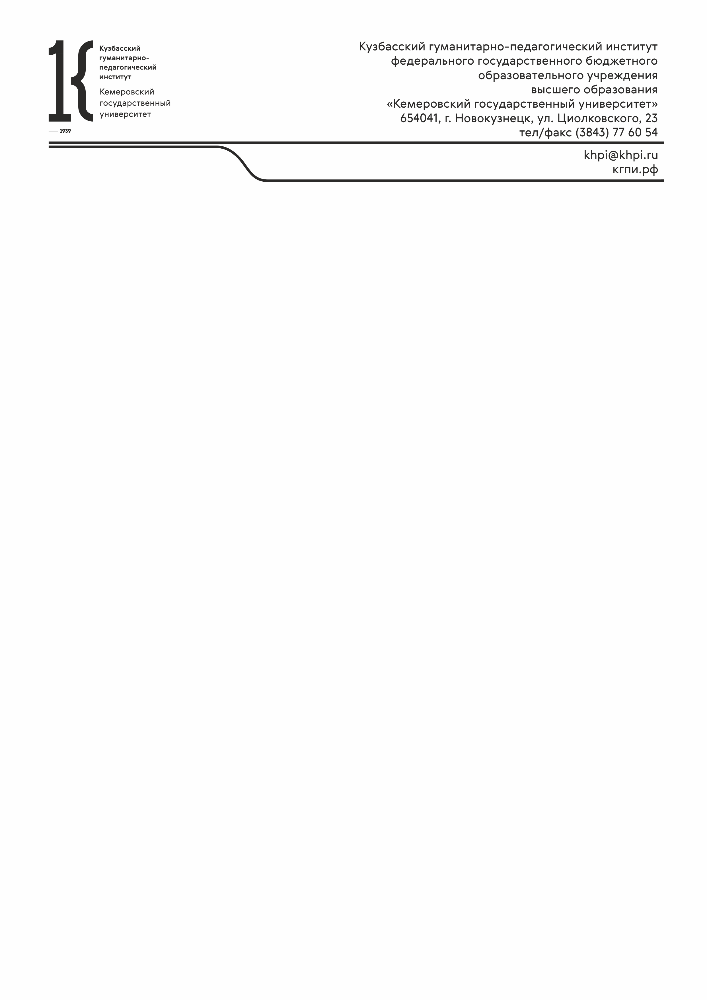 Кузбасский
гуманитарно-
педагогический
институт
Кемеровский
государственный
университет
1939
Кузбасский гуманитарно-педагогический институт
федерального государственного бюджетного
образовательного учреждения
высшего образования
«Кемеровский государственный университет»
654041, г. Новокузнецк, ул. Циолковского, 23
тел/факс (3843) 77 60 54
khpi@khpi.ru
кгпи.рф